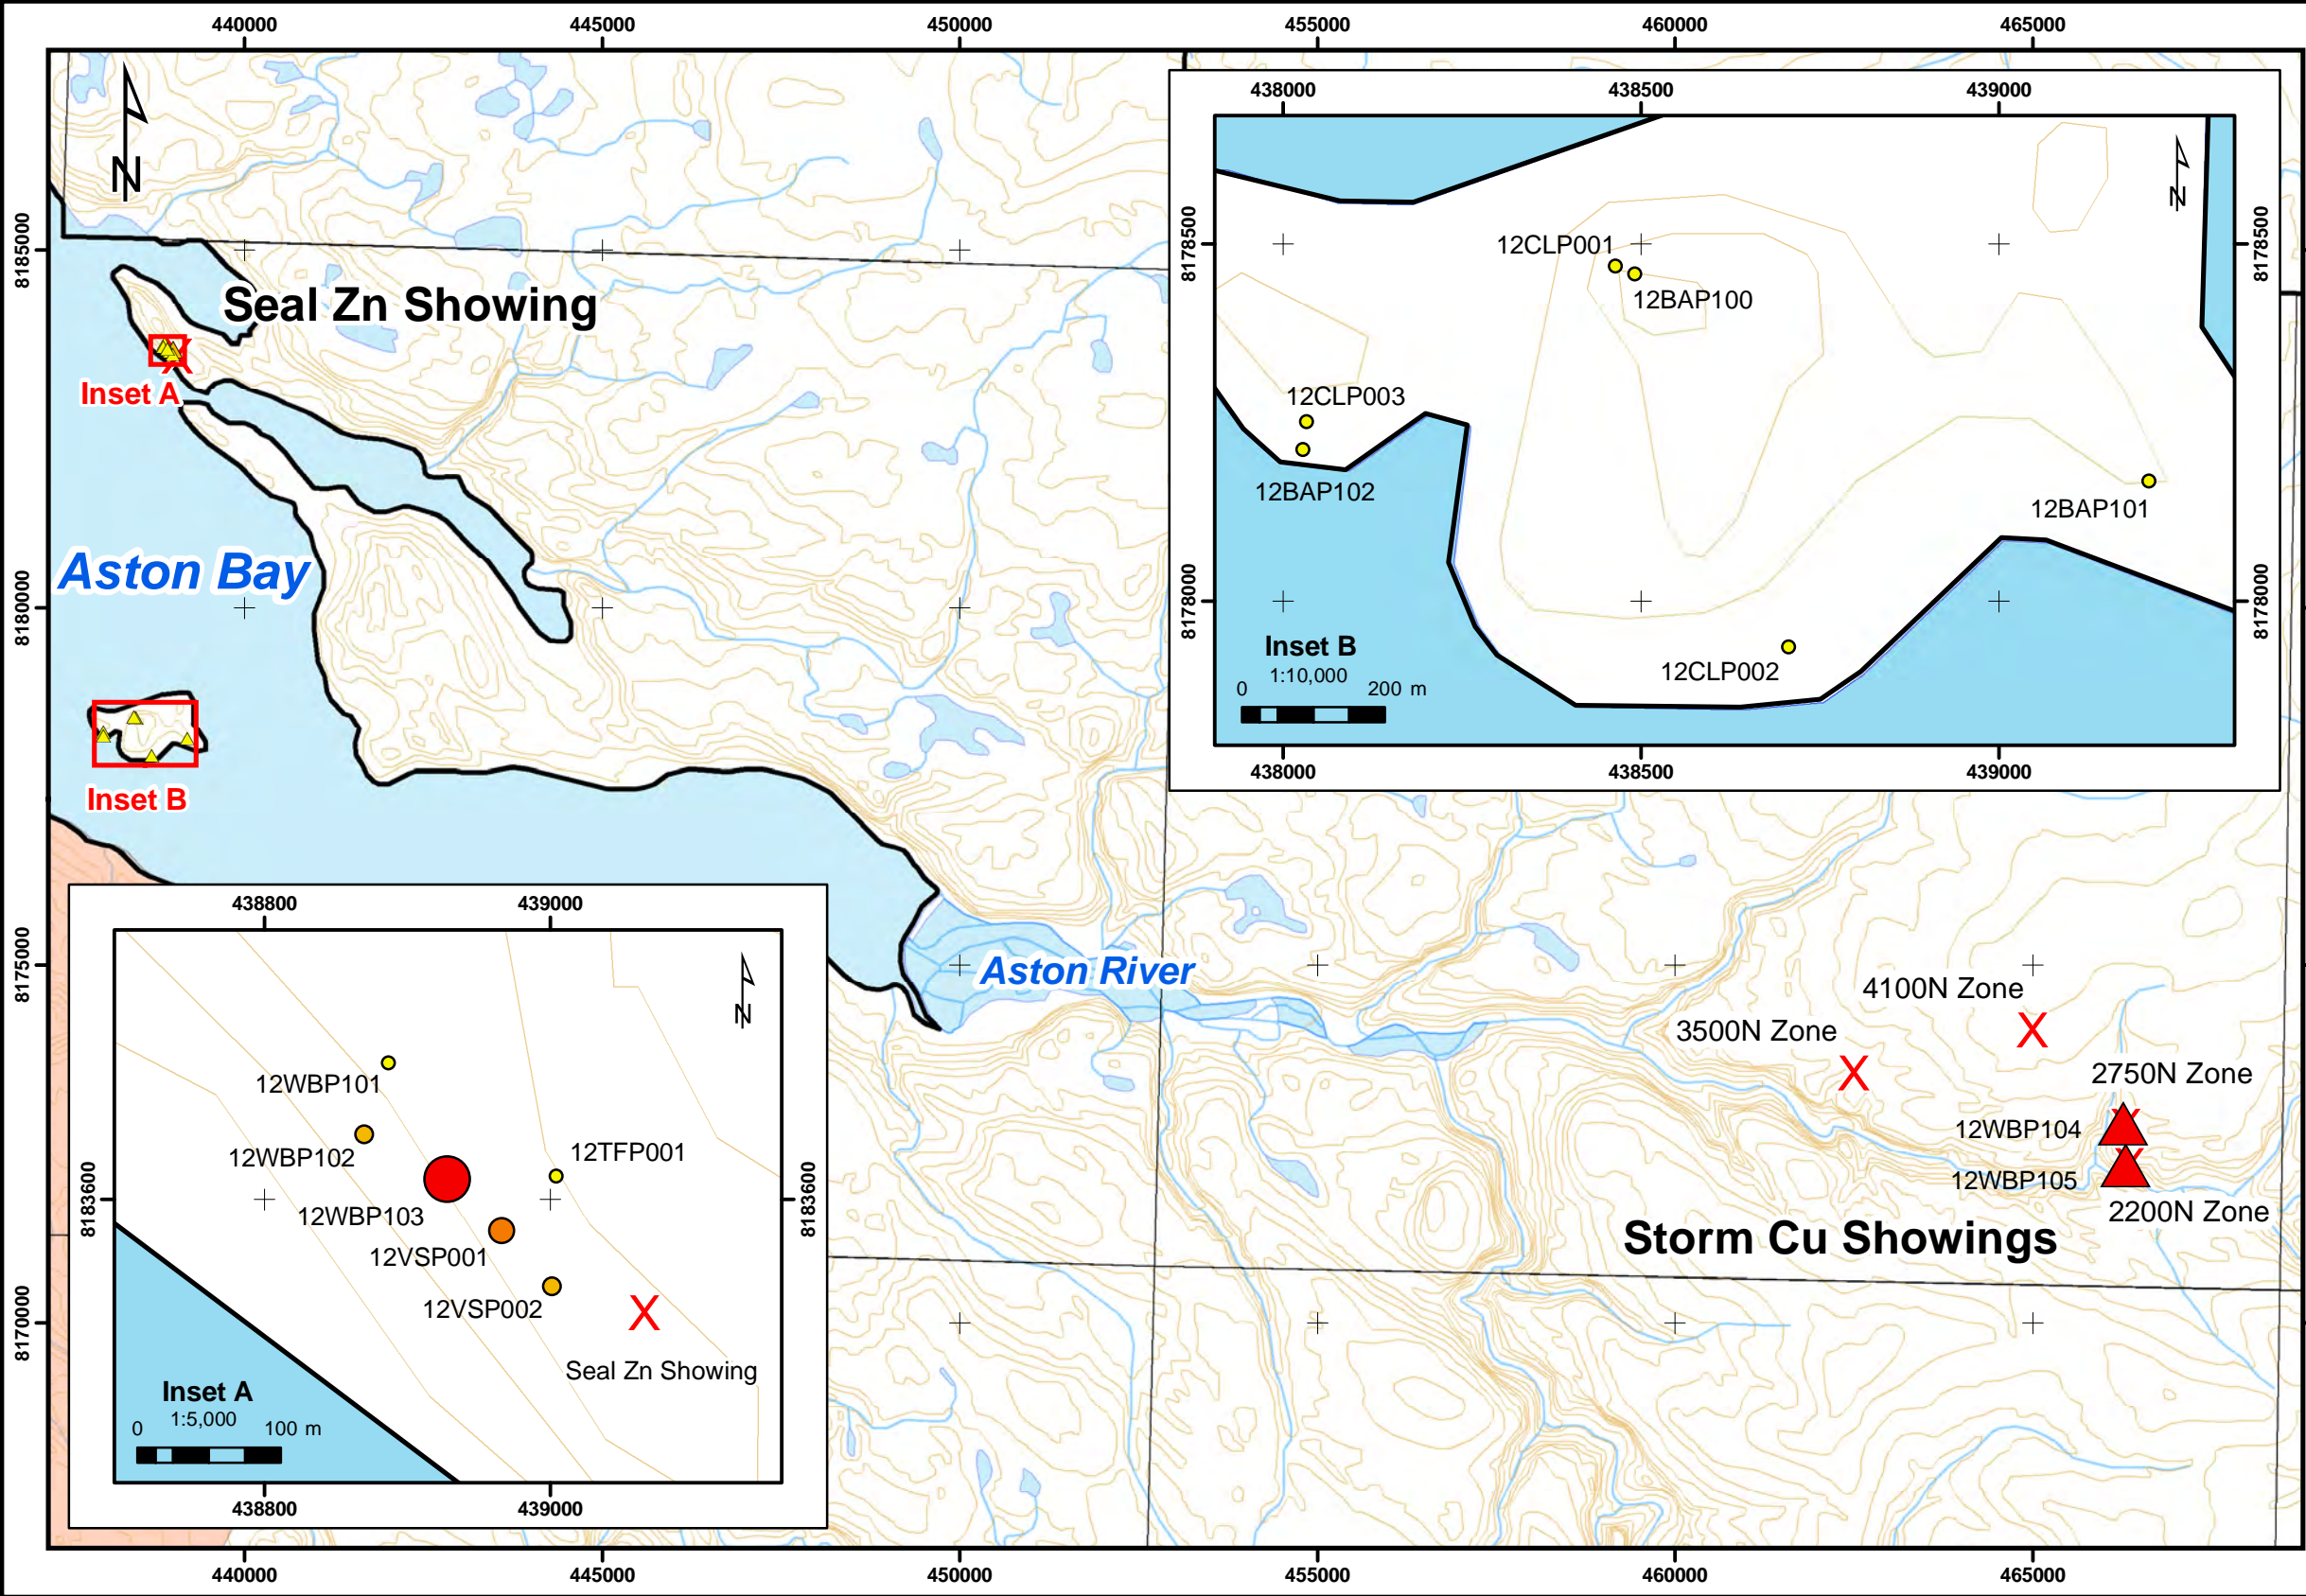 440000 445000 450000 455000 460000 465000
8185000
8180000
8175000
8170000
N
Seal Zn Showing
Inset A
Aston Bay
Inset B
Aston River
4100N Zone
3500N Zone
2750N Zone
12WBP104
12WBP105
2200N Zone
Storm Cu Showings
438000 438500 439000
8178500 8178500
N
12CLP001
12BAP100
12CLP003
12BAP102
12BAP101
8178000 8178000
12CLP002
Inset B
1:10,000
0 200 m
438000 438500 439000
438800 439000
N
12WBP101
12WBP102
12TFP001
8183600 8183600
12WBP103
12VSP001
12VSP002
X
Seal Zn Showing
Inset A
1:5,000
0 100 m
438800 439000
440000 445000 450000 455000 460000 465000